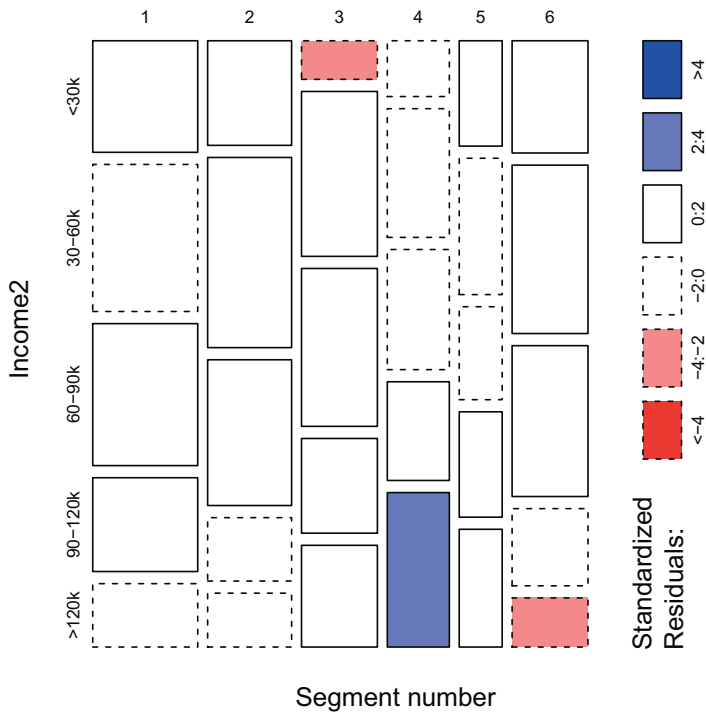 1 2 3 4 5 6
Income2
<30k
30−60k
60−90k
90−120k
>120k
Segment number
Standardized
Residuals:
<−4
−4:−2
−2:0
0:2
2:4
>4